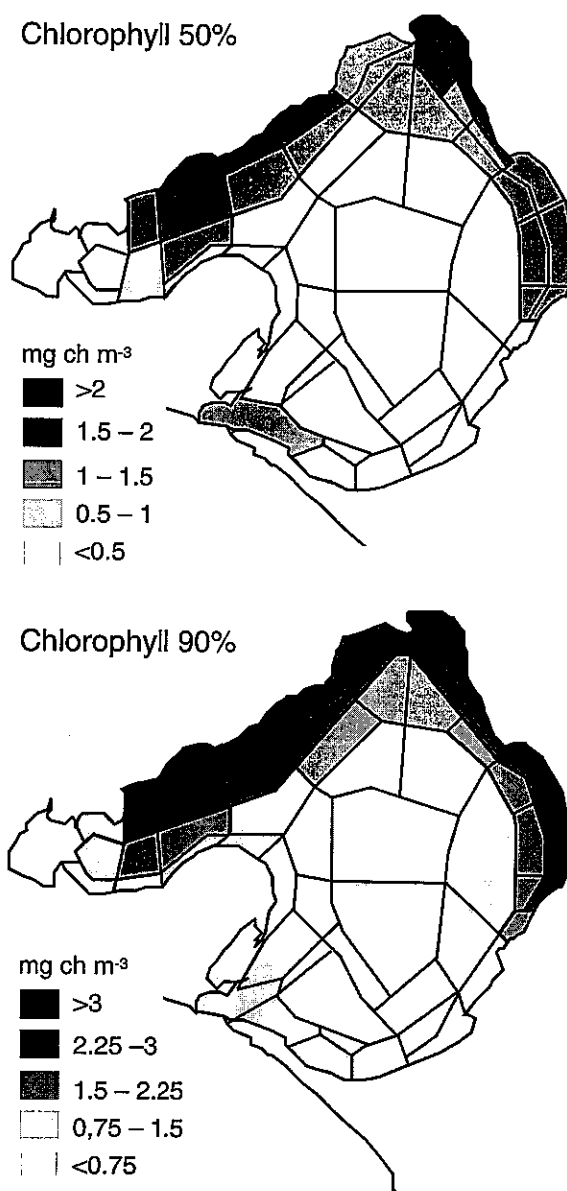 Chlorophyll 50%
mg ch m⁻³
>2
1.5 – 2
1 – 1.5
0.5 – 1
<0.5
Chlorophyll 90%
mg ch m⁻³
>3
2.25 –3
1.5 – 2.25
0,75 – 1.5
<0.75